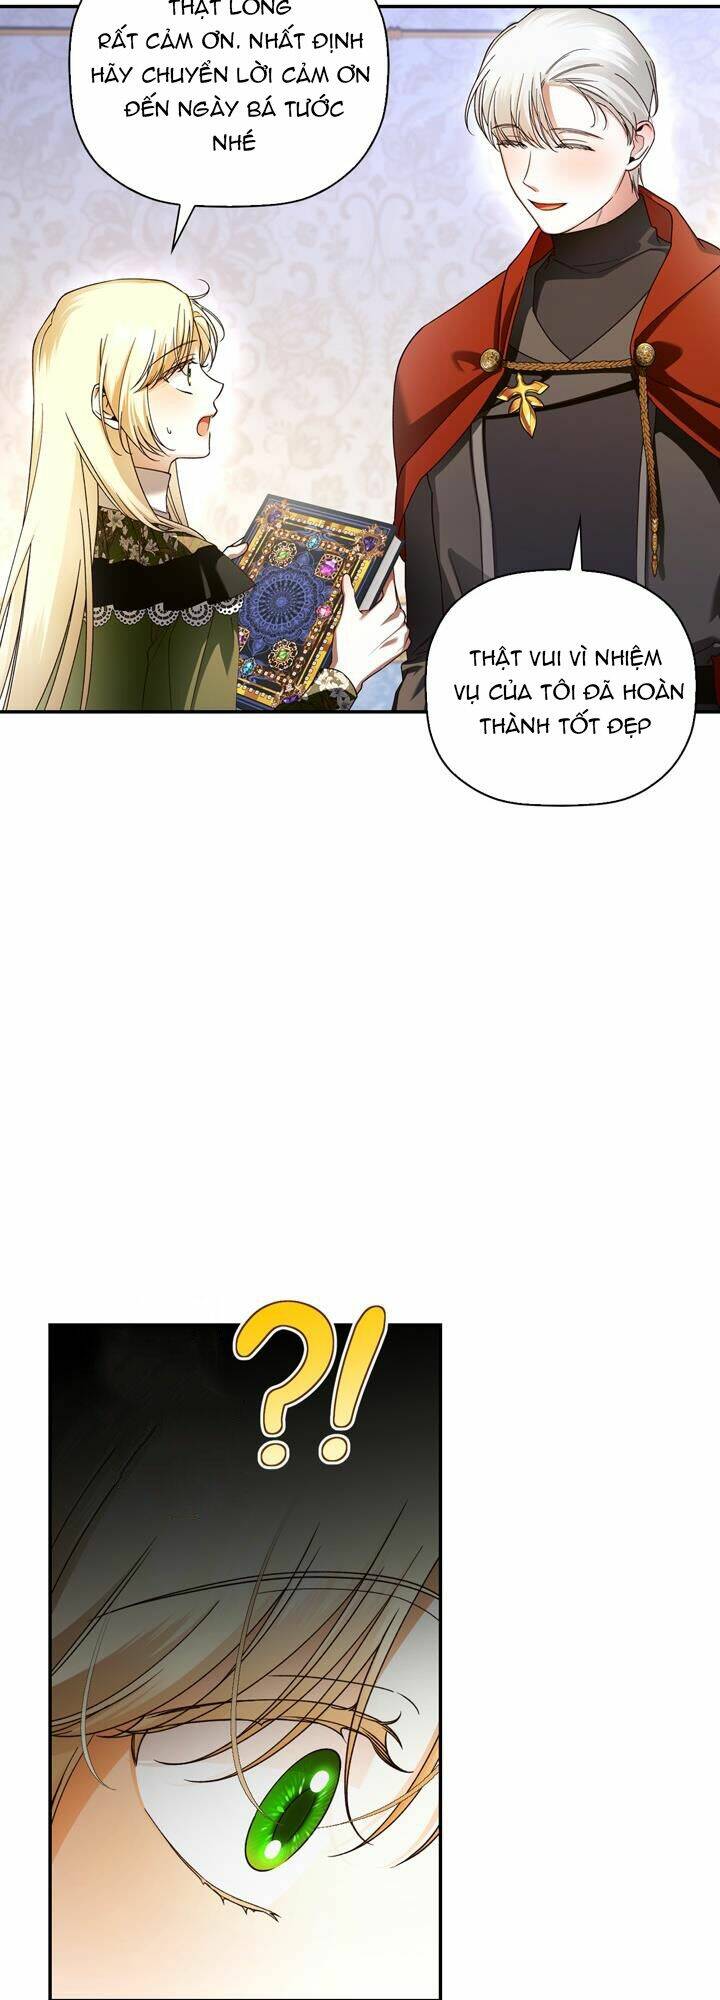 THẬT LÒNG
RẤT CẢM ƠN. NHẤT ĐỊNH
HÃY CHUYỂN LỜI CẢM ƠN
ĐẾN NGÀY BÁ TƯỚC
NHÉ
THẬT VUI VÌ NHIỆM
VỤ CỦA TÔI ĐÃ HOÀN
THÀNH TỐT ĐẸP
?!